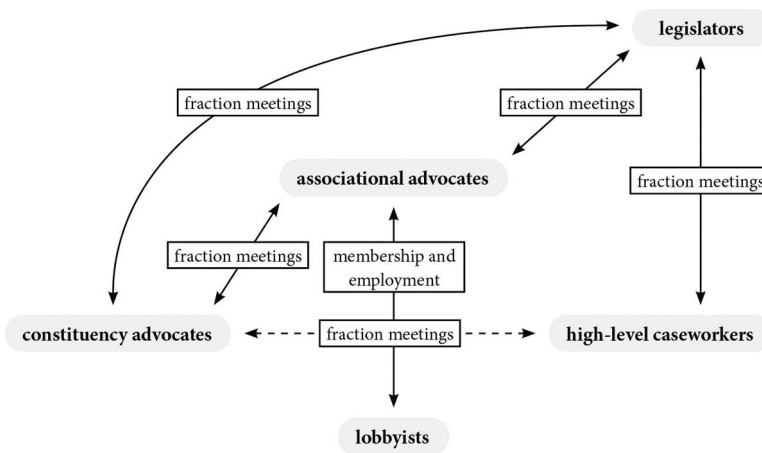 legislators
fraction meetings
fraction meetings
associational advocates
fraction meetings
fraction meetings
membership and
employment
constituency advocates
fraction meetings
high-level caseworkers
lobbyists